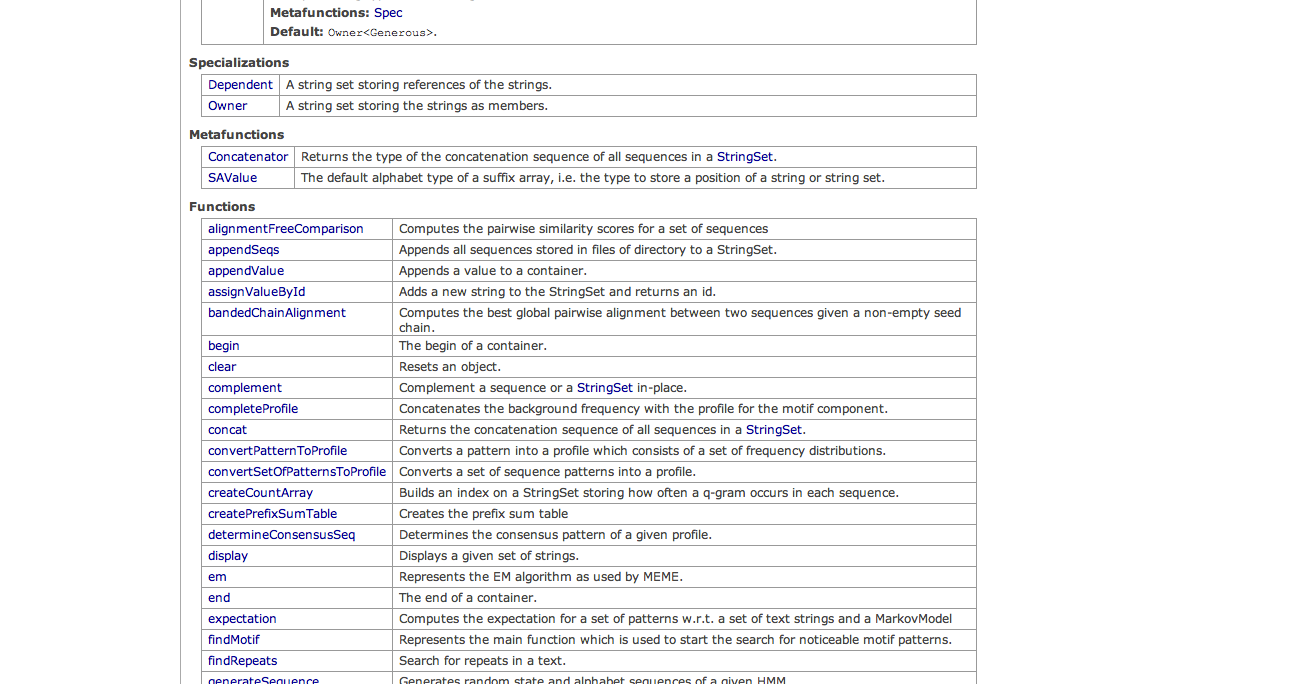 Metafunctions: Spec
Default: Owner<Generous>.
Specializations
Dependent A string set storing references of the strings.
Owner A string set storing the strings as members.
Metafunctions
Concatenator Returns the type of the concatenation sequence of all sequences in a StringSet.
SAValue The default alphabet type of a suffix array, i.e. the type to store a position of a string or string set.
Functions
alignmentFreeComparison Computes the pairwise similarity scores for a set of sequences
appendSeqs Appends all sequences stored in files of directory to a StringSet.
appendValue Appends a value to a container.
assignValueById Adds a new string to the StringSet and returns an id.
bandedChainAlignment Computes the best global pairwise alignment between two sequences given a non-empty seed
chain.
begin The begin of a container.
clear Resets an object.
complement Complement a sequence or a StringSet in-place.
completeProfile Concatenates the background frequency with the profile for the motif component.
concat Returns the concatenation sequence of all sequences in a StringSet.
convertPatternToProfile Converts a pattern into a profile which consists of a set of frequency distributions.
convertSetOfPatternsToProfile Converts a set of sequence patterns into a profile.
createCountArray Builds an index on a StringSet storing how often a q-gram occurs in each sequence.
createPrefixSumTable Creates the prefix sum table
determineConsensusSeq Determines the consensus pattern of a given profile.
display Displays a given set of strings.
em Represents the EM algorithm as used by MEME.
end The end of a container.
expectation Computes the expectation for a set of patterns w.r.t. a set of text strings and a MarkovModel
findMotif Represents the main function which is used to start the search for noticeable motif patterns.
findRepeats Search for repeats in a text.
generateSequence Generates random state and alphabet sequences of a given HMM